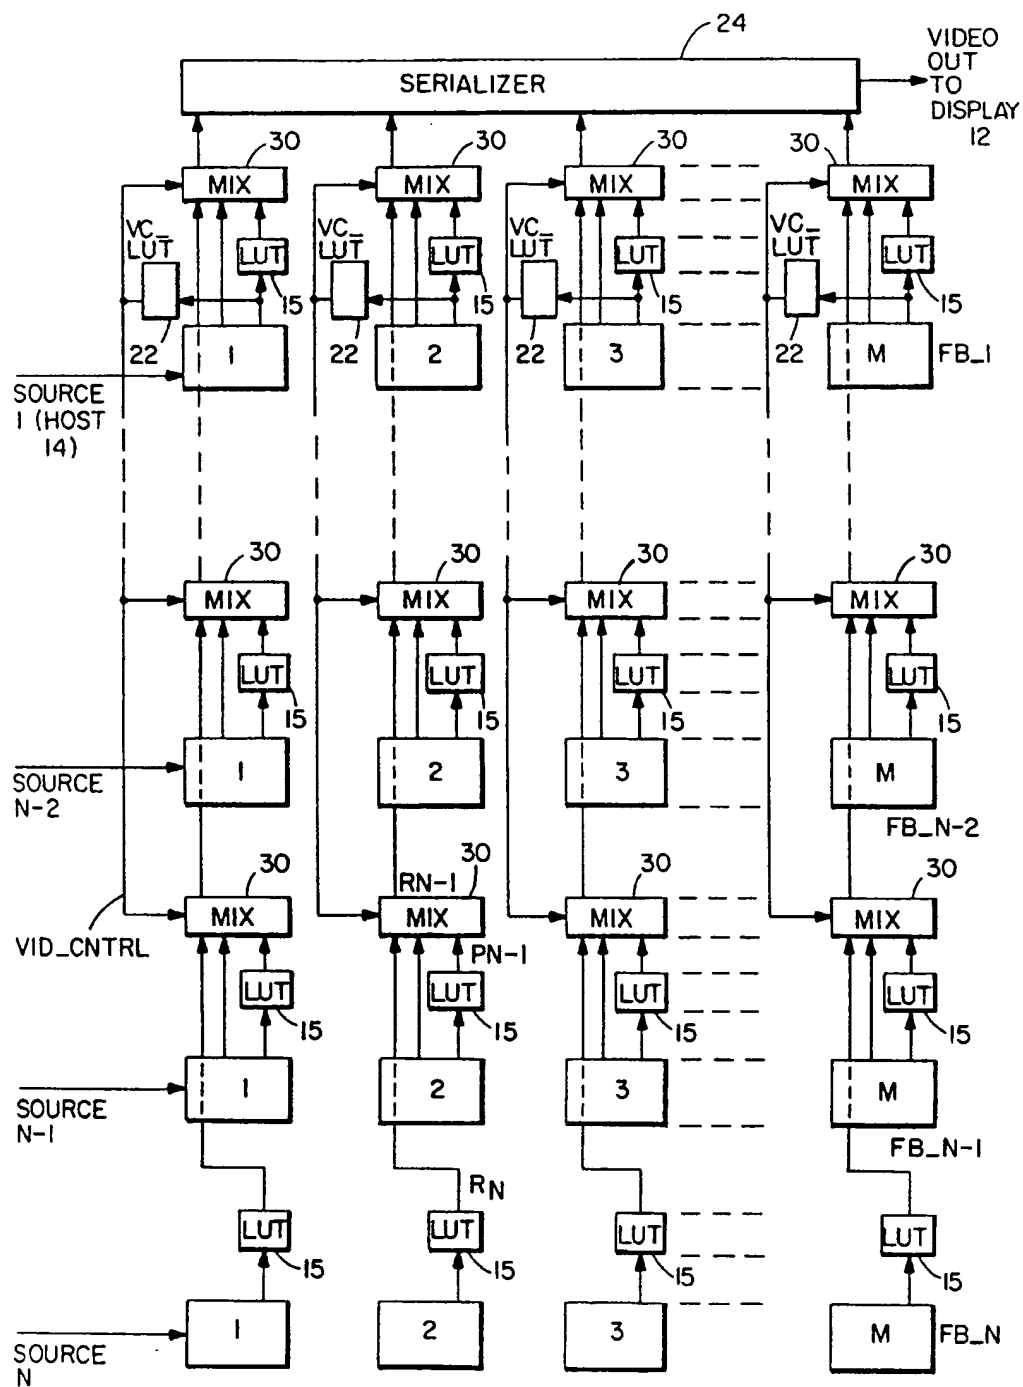 24
VIDEO
OUT
TO
DISPLAY
12
SERIALIZER
30 30 30 30
MIX MIX MIX MIX
VC_
LUT
VC_
LUT
VC_
LUT
VC_
LUT
LUT LUT LUT LUT
15 15 15 15
22 22 22 22
1 2 3 M FB_1
SOURCE
1 (HOST
14)
30 30 30 30
MIX MIX MIX MIX
LUT LUT LUT LUT
15 15 15 15
1 2 3 M
SOURCE
N-2
FB_N-2
30 30 30 30
RN-1
MIX MIX MIX MIX
VID_CNTRL
PN-1
LUT LUT LUT LUT
15 15 15 15
1 2 3 M
SOURCE
N-1
FB_N-1
RN
LUT LUT LUT LUT
15 15 15 15
1 2 3 M FB_N
SOURCE
N